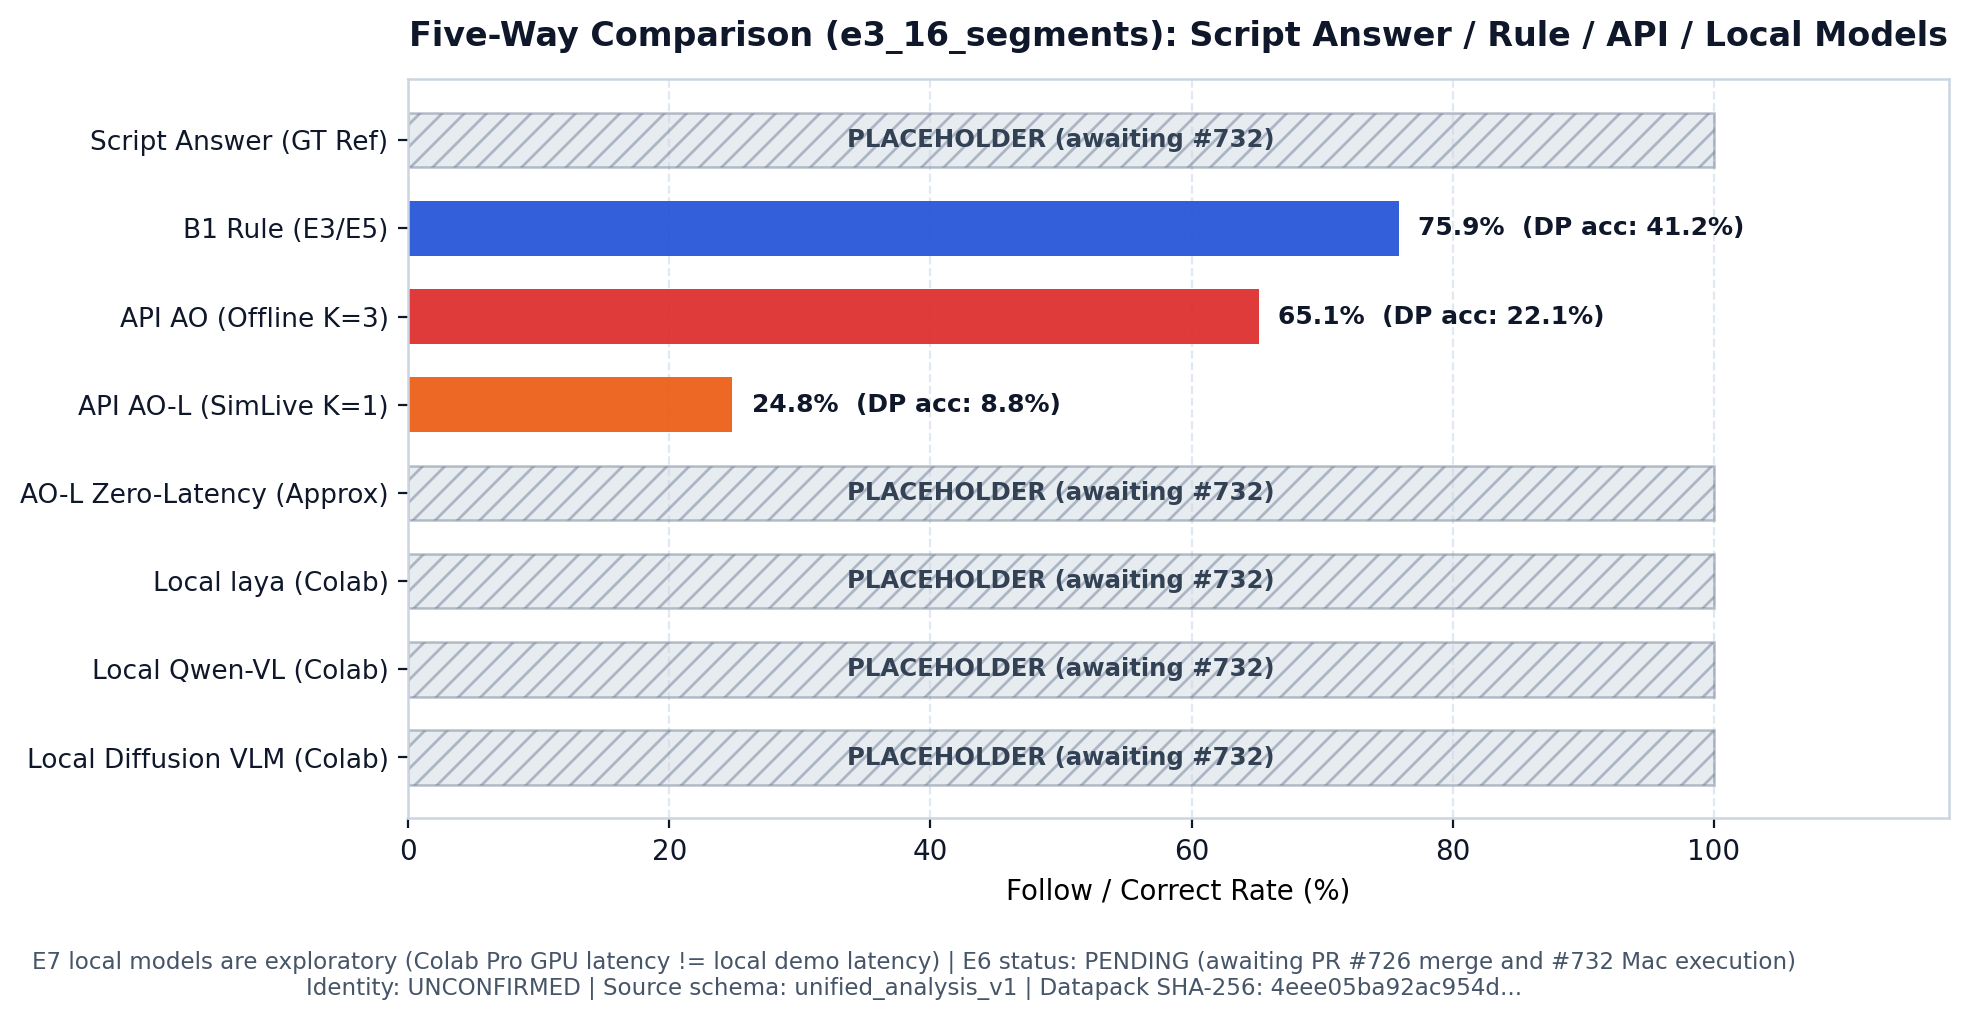 Five-Way Comparison (e3_16_segments): Script Answer / Rule / API / Local Models
Script Answer (GT Ref)
PLACEHOLDER (awaiting #732)
B1 Rule (E3/E5)
75.9%  (DP acc: 41.2%)
API AO (Offline K=3)
65.1%  (DP acc: 22.1%)
API AO-L (SimLive K=1)
24.8%  (DP acc: 8.8%)
AO-L Zero-Latency (Approx)
PLACEHOLDER (awaiting #732)
Local laya (Colab)
PLACEHOLDER (awaiting #732)
Local Qwen-VL (Colab)
PLACEHOLDER (awaiting #732)
Local Diffusion VLM (Colab)
PLACEHOLDER (awaiting #732)
0 20 40 60 80 100
Follow / Correct Rate (%)
E7 local models are exploratory (Colab Pro GPU latency != local demo latency) | E6 status: PENDING (awaiting PR #726 merge and #732 Mac execution)
Identity: UNCONFIRMED | Source schema: unified_analysis_v1 | Datapack SHA-256: 4eee05ba92ac954d...